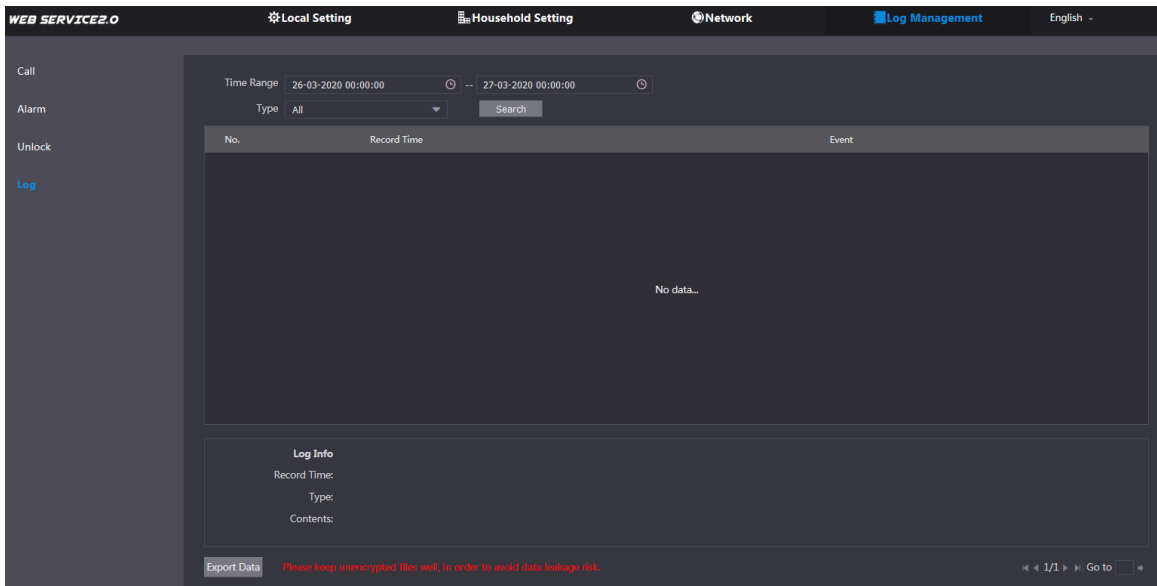 WEB SERVICE2.0 Local Setting Household Setting Network Log Management English
Call
Alarm
Unlock
Log
Time Range 26-03-2020 00:00:00 -- 27-03-2020 00:00:00
Type All Search
No. Record Time Event
No data...
Log Info
Record Time:
Type:
Contents:
Export Data Please keep unencrypted files well, in order to avoid data leakage risk. 1/1 Go to